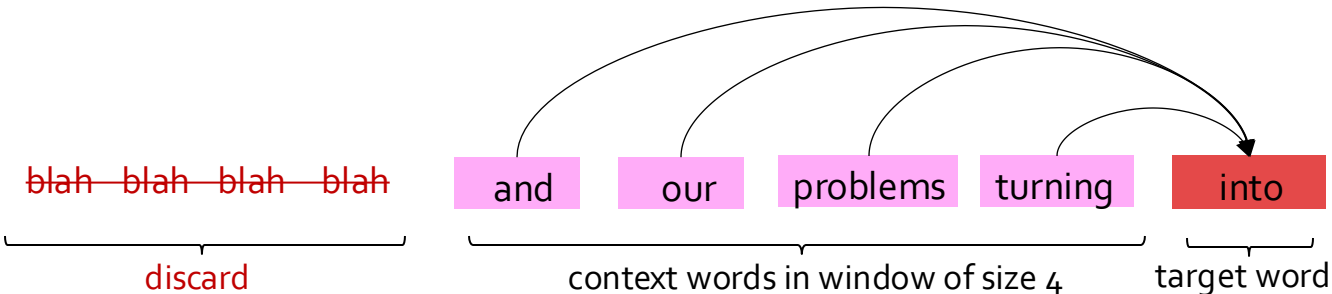 blah blah blah blah and our problems turning into
discard context words in window of size 4 target word